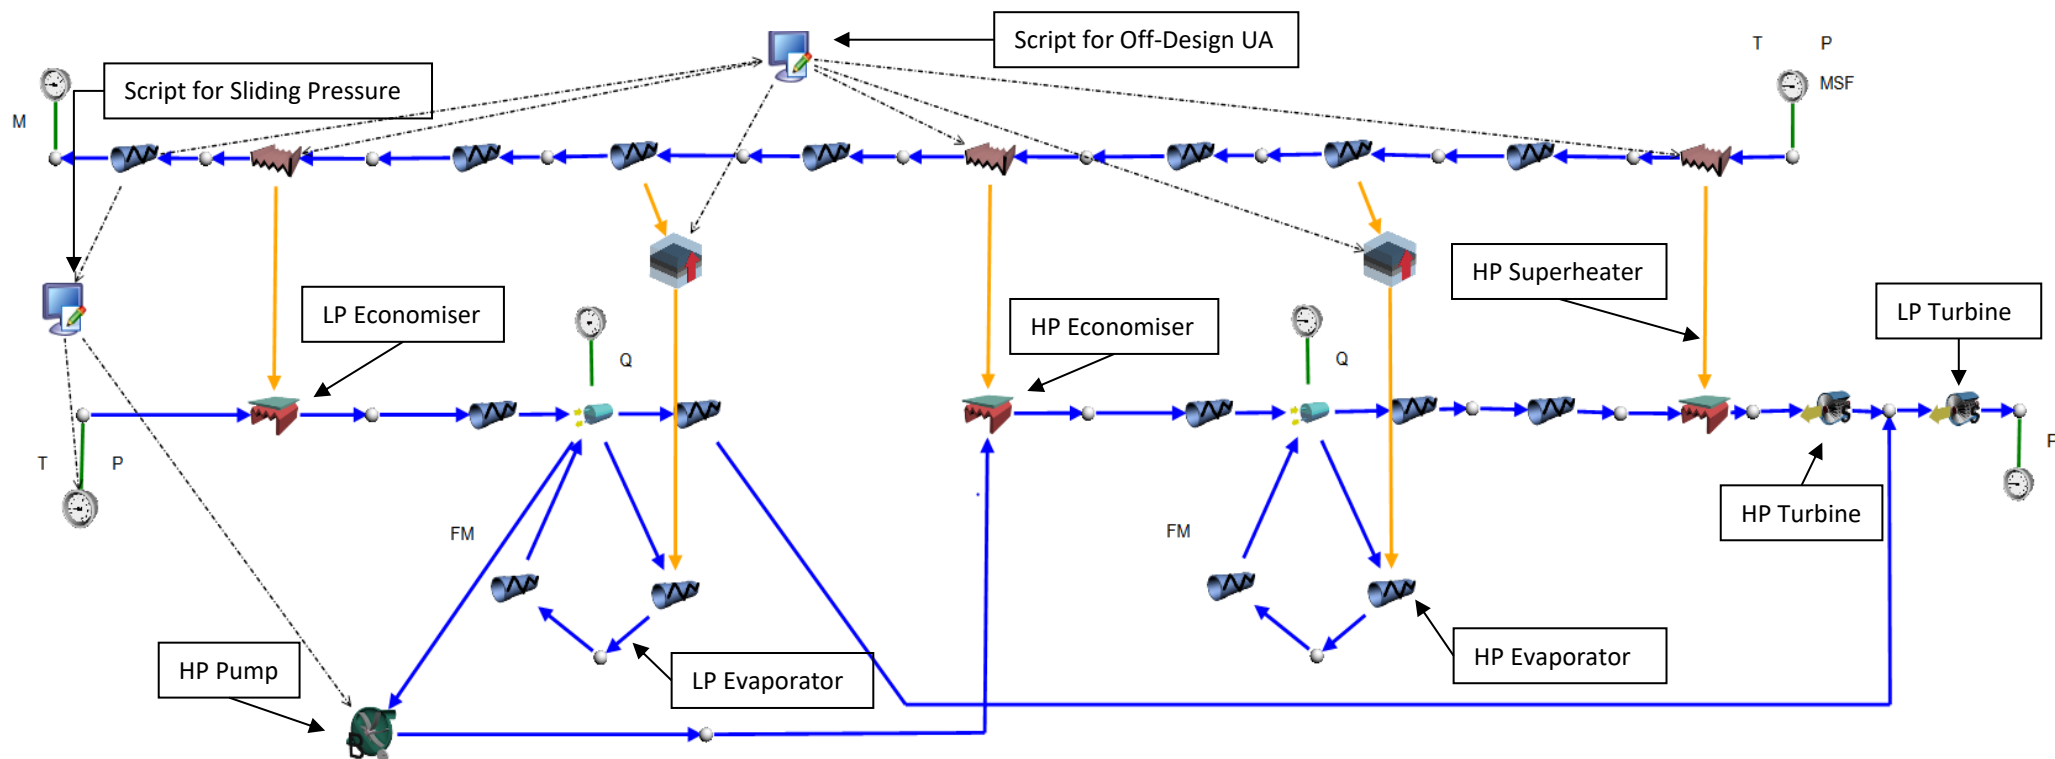 Script for Off-Design UA
T P
Script for Sliding Pressure
MSF
M
HP Superheater
LP Economiser
HP Economiser
LP Turbine
Q
Q
T P
P
HP Turbine
FM
FM
HP Pump
LP Evaporator
HP Evaporator